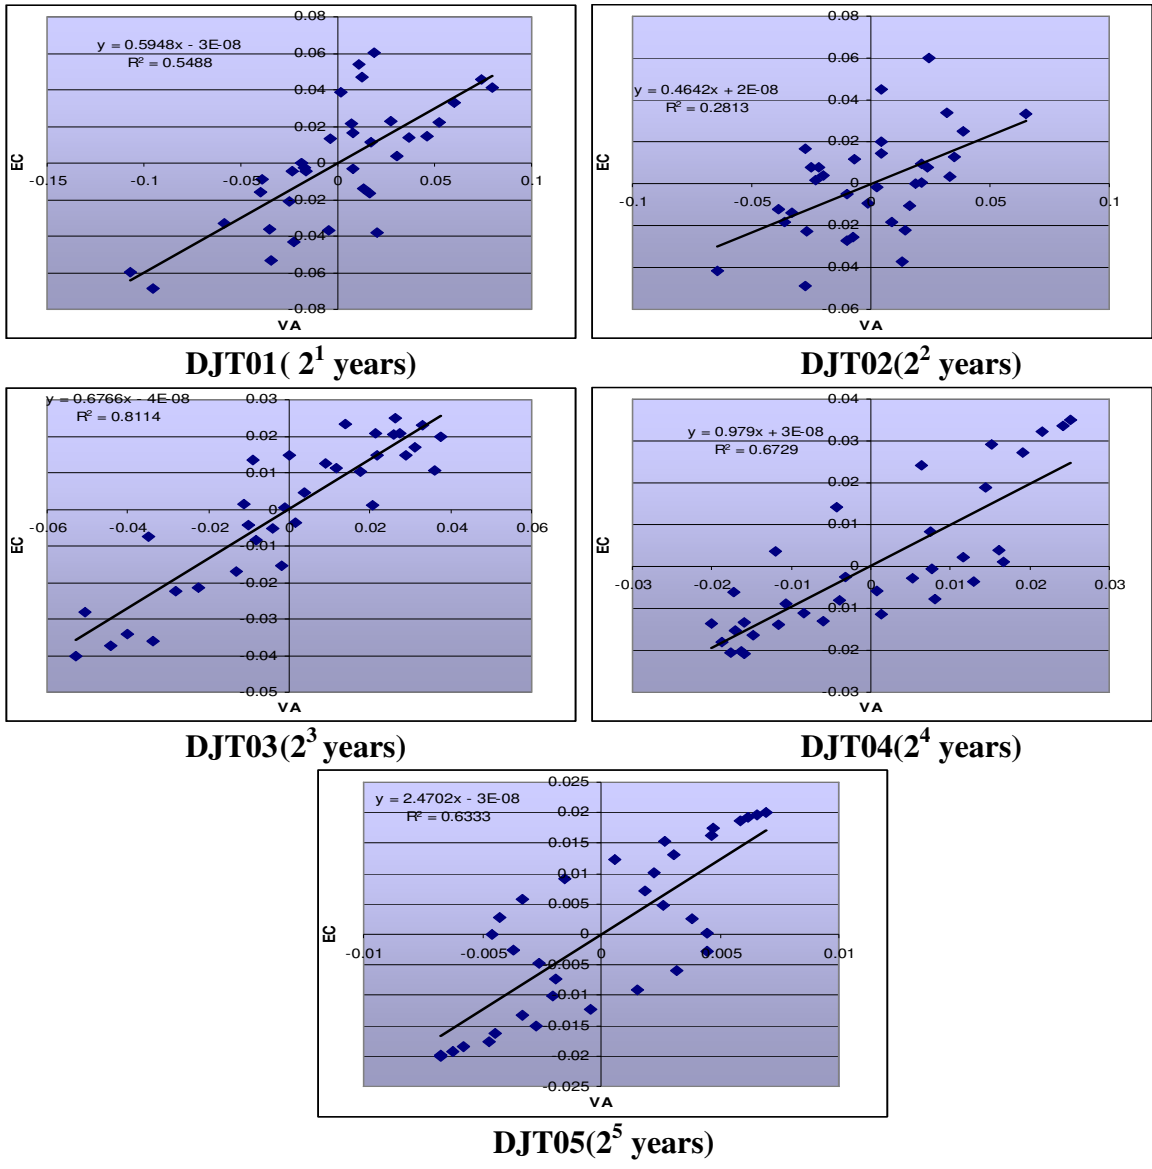 0.08
y = 0.5948x - 3E-08
R² = 0.5488
0.06
0.04
0.02
EC
0
-0.15 -0.1 -0.05 0 0.05 0.1
-0.02
-0.04
-0.06
-0.08
VA
DJT01( 2¹ years)
0.08
0.06
y = 0.4642x + 2E-08
R² = 0.2813
0.04
0.02
EC
0
-0.1 -0.05 0 0.05 0.1
-0.02
-0.04
-0.06
VA
DJT02(2² years)
y = 0.6766x - 4E-08
R² = 0.8114
0.03
0.02
0.01
EC
0
-0.06 -0.04 -0.02 0 0.02 0.04 0.06
-0.01
-0.02
-0.03
-0.04
-0.05
VA
DJT03(2³ years)
0.04
y = 0.979x + 3E-08
R² = 0.6729
0.03
0.02
0.01
EC
0
-0.03 -0.02 -0.01 0 0.01 0.02 0.03
-0.01
-0.02
-0.03
VA
DJT04(2⁴ years)
0.025
y = 2.4702x - 3E-08
R² = 0.6333
0.02
0.015
0.01
0.005
EC
0
-0.01 -0.005 0 0.005 0.01
-0.005
-0.01
-0.015
-0.02
-0.025
VA
DJT05(2⁵ years)